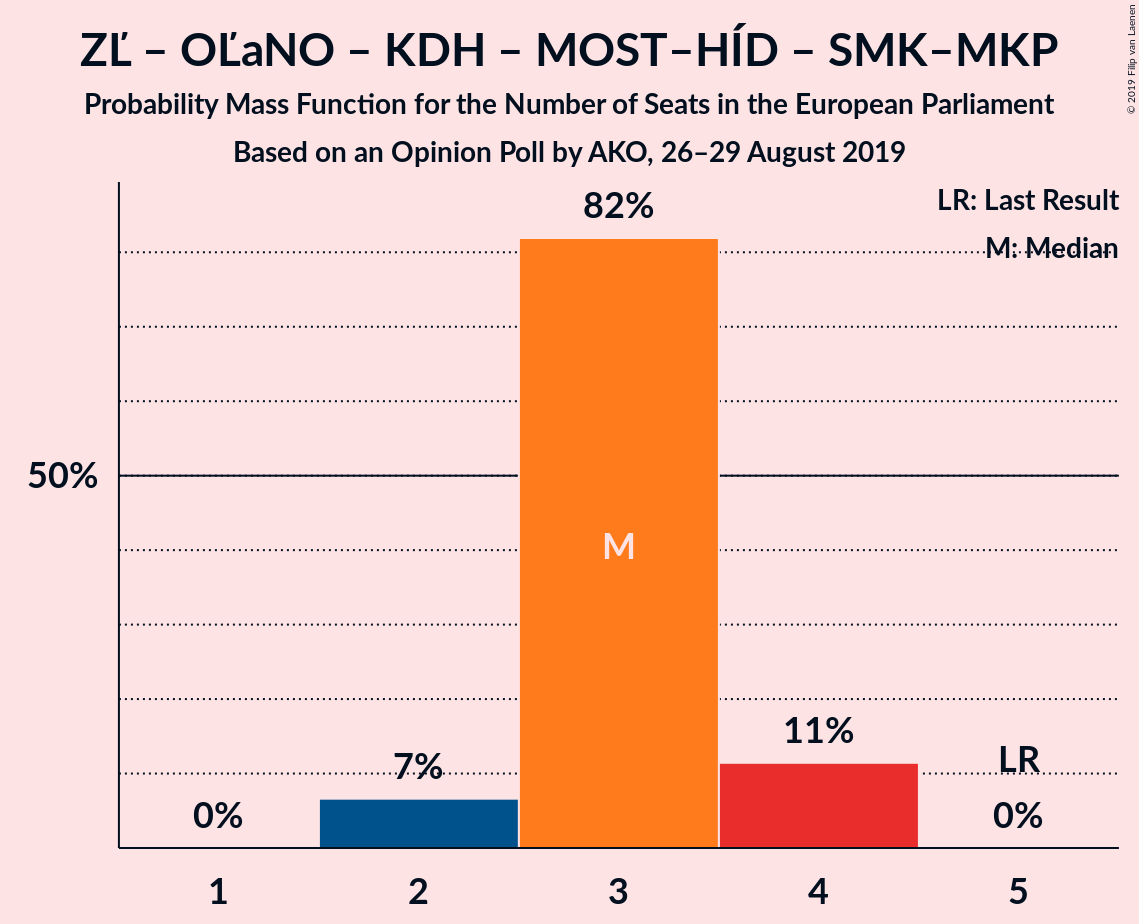 ZĽ – OĽaNO – KDH – MOST–HÍD – SMK–MKP
Probability Mass Function for the Number of Seats in the European Parliament
Based on an Opinion Poll by AKO, 26–29 August 2019
© 2019 Filip van Laenen
LR: Last Result
M: Median
82%
50%
M
11%
7%
LR
0%
0%
1 2 3 4 5